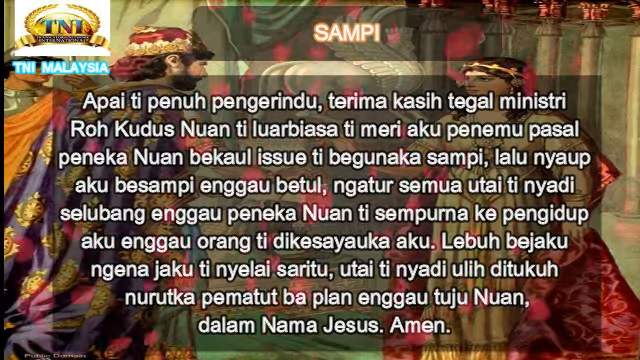 SAMPI
TNI
INTERNATIONAL
TNI MALAYSIA
Apai ti penuh pengerindu, terima kasih tegal ministri
Roh Kudus Nuan ti luarbiasa ti meri aku penemu pasal
peneka Nuan bekaul issue ti begunaka sampi, lalu nyaup
aku besampi enggau betul, ngatur semua utai ti nyadi
selubang enggau peneka Nuan ti sempurna ke pengidup
aku enggau orang ti dikesayauka aku. Lebuh bejaku
ngena jaku ti nyelai saritu, utai ti nyadi ulih ditukuh
nurutka pematut ba plan enggau tuju Nuan,
dalam Nama Jesus. Amen.
Public Domain